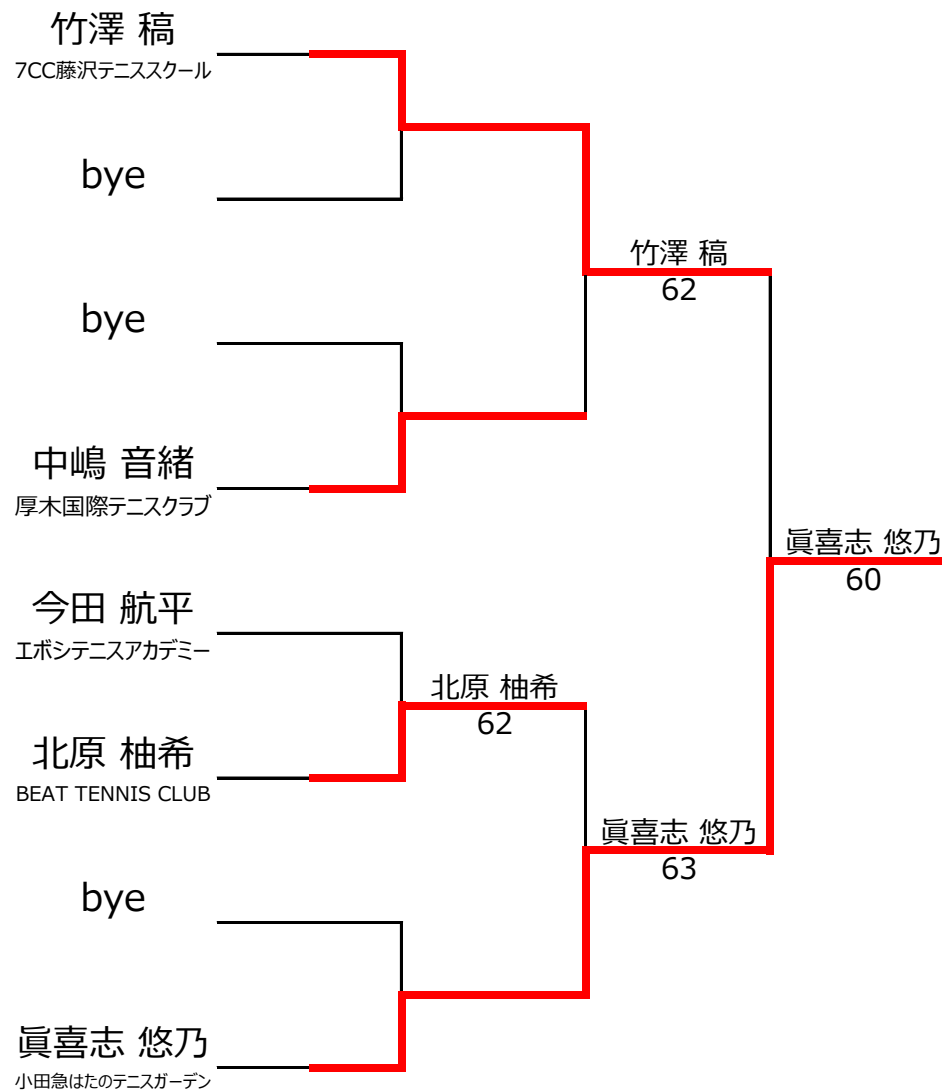 竹澤 稿
7CC藤沢テニススクール
bye
bye
中嶋 音緒
厚木国際テニスクラブ
今田 航平
エボシテニスアカデミー
北原 柚希
BEAT TENNIS CLUB
bye
眞喜志 悠乃
小田急はたのテニスガーデン
北原 柚希
62
竹澤 稿
62
眞喜志 悠乃
63
眞喜志 悠乃
60